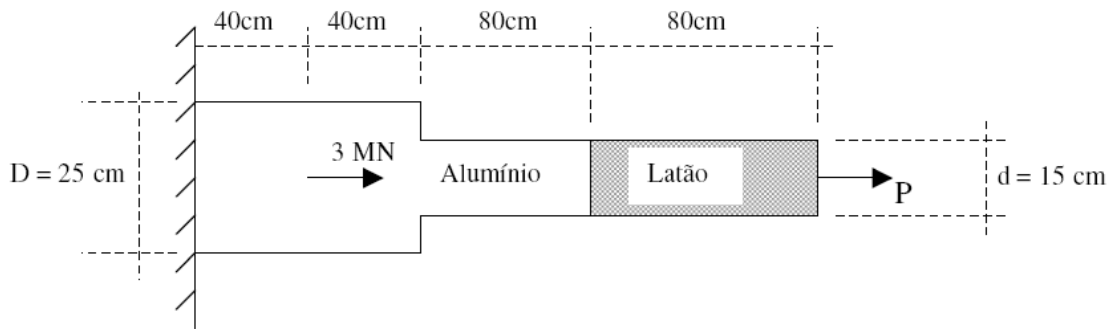 40cm 40cm 80cm 80cm
3 MN
D = 25 cm
Alumínio
Latão
P
d = 15 cm